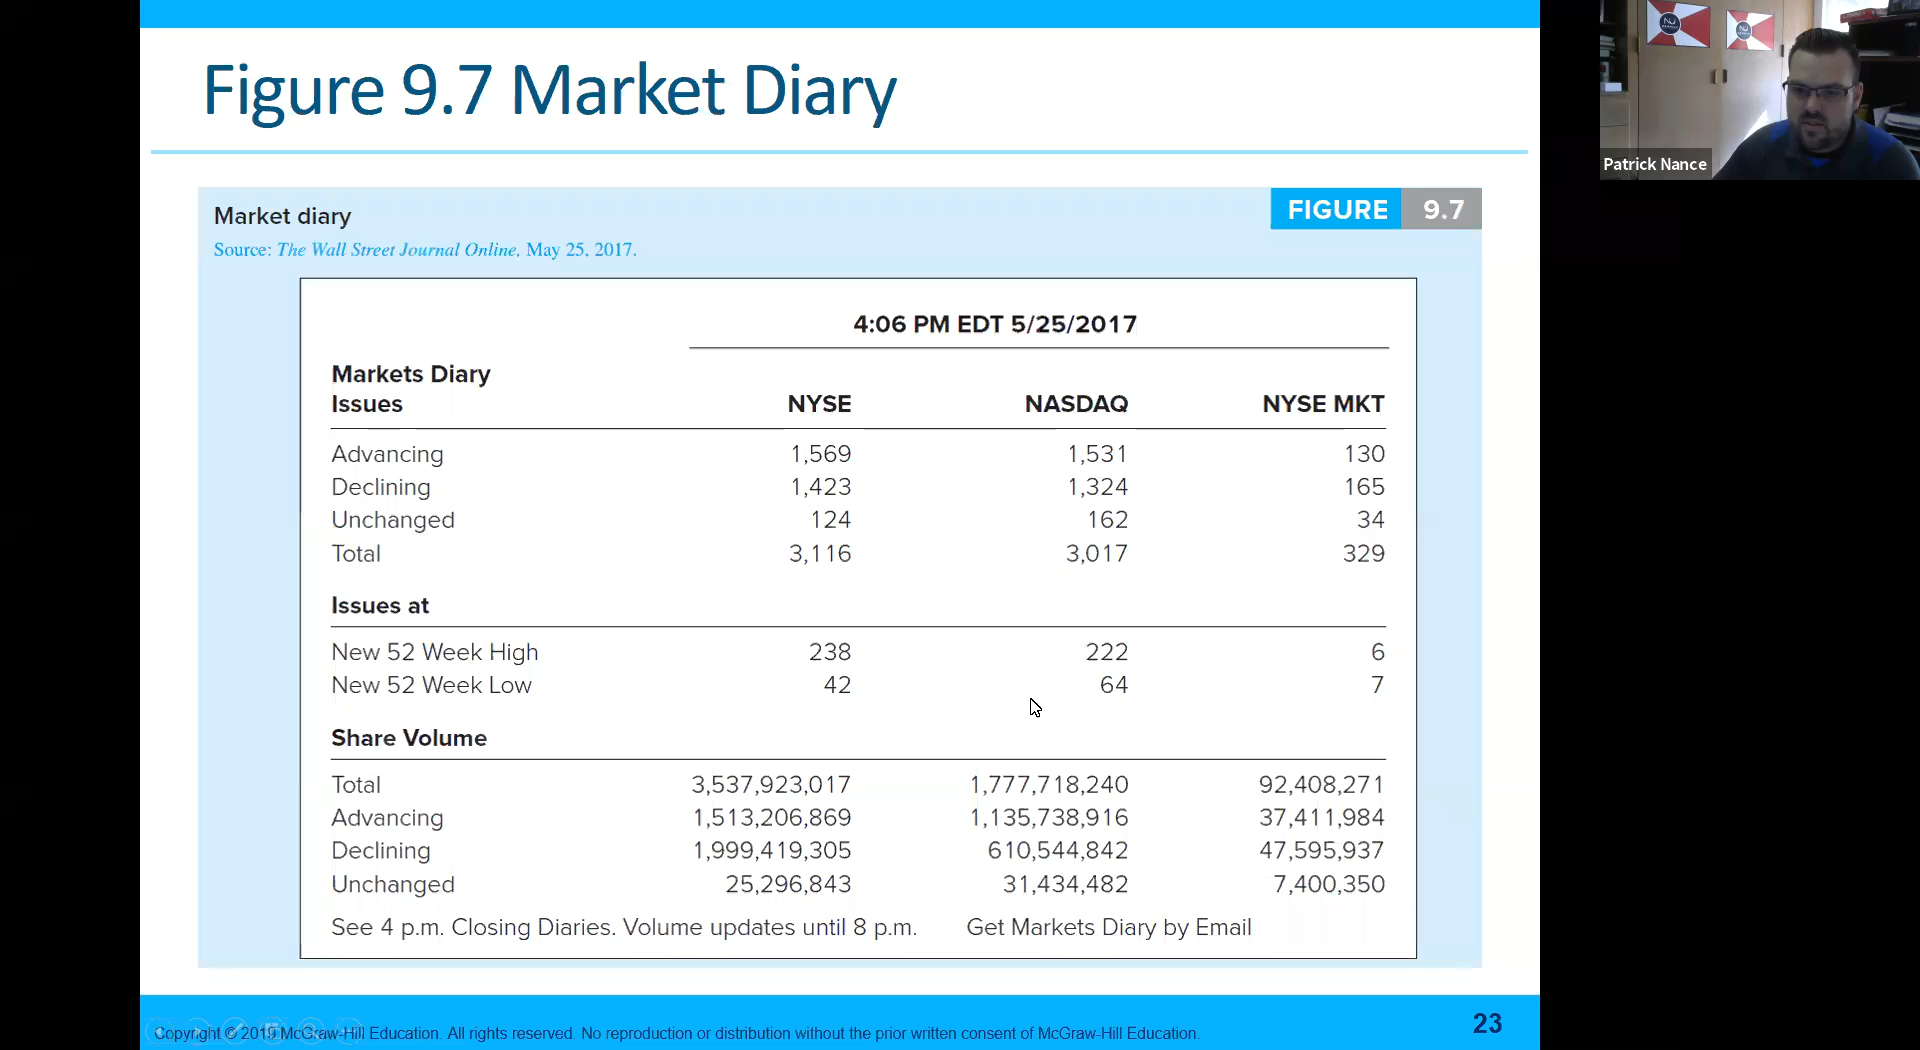 Figure 9.7 Market Diary
Patrick Nance
Market diary
FIGURE 9.7
Source: The Wall Street Journal Online, May 25, 2017.
4:06 PM EDT 5/25/2017
Markets Diary
Issues NYSE NASDAQ NYSE MKT
Advancing 1,569 1,531 130
Declining 1,423 1,324 165
Unchanged 124 162 34
Total 3,116 3,017 329
Issues at
New 52 Week High 238 222 6
New 52 Week Low 42 64 7
Share Volume
Total 3,537,923,017 1,777,718,240 92,408,271
Advancing 1,513,206,869 1,135,738,916 37,411,984
Declining 1,999,419,305 610,544,842 47,595,937
Unchanged 25,296,843 31,434,482 7,400,350
See 4 p.m. Closing Diaries. Volume updates until 8 p.m. Get Markets Diary by Email
Copyright © 2019 McGraw-Hill Education. All rights reserved. No reproduction or distribution without the prior written consent of McGraw-Hill Education.
23